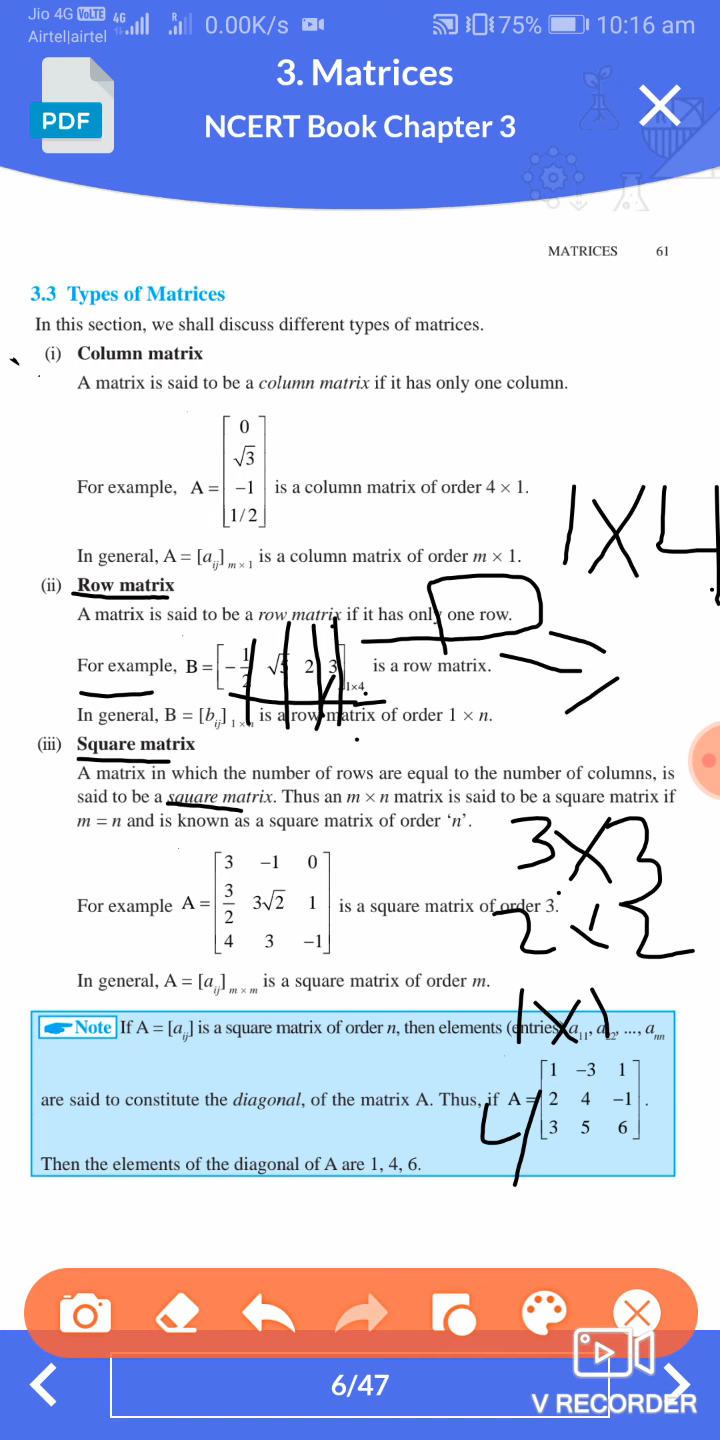 Jio 4G VoLTE 4G R 0.00K/s 75% 10:16 am
Airtel|airtel
3. Matrices
PDF
NCERT Book Chapter 3
MATRICES 61
3.3 Types of Matrices
In this section, we shall discuss different types of matrices.
(i) Column matrix
A matrix is said to be a column matrix if it has only one column.
0
√3
For example, A = −1 is a column matrix of order 4 × 1.
1/2
1×4
In general, A = [aij] m × 1 is a column matrix of order m × 1.
(ii) Row matrix
A matrix is said to be a row matrix if it has only one row.
For example, B = [−1/2 √5 2 3] 1×4 is a row matrix.
In general, B = [bij] 1 × n is a row matrix of order 1 × n.
(iii) Square matrix
A matrix in which the number of rows are equal to the number of columns, is
said to be a square matrix. Thus an m × n matrix is said to be a square matrix if
m = n and is known as a square matrix of order ‘n’.
3×3
3 −1 0
For example A = 3/2 3√2 1 is a square matrix of order 3.
4 3 −1
2×2
In general, A = [aij] m × m is a square matrix of order m.
1×1
Note If A = [aij] is a square matrix of order n, then elements (entries) a11, a22, ..., ann
1 −3 1
are said to constitute the diagonal, of the matrix A. Thus, if A = 2 4 −1 .
3 5 6
4
Then the elements of the diagonal of A are 1, 4, 6.
6/47
V RECORDER